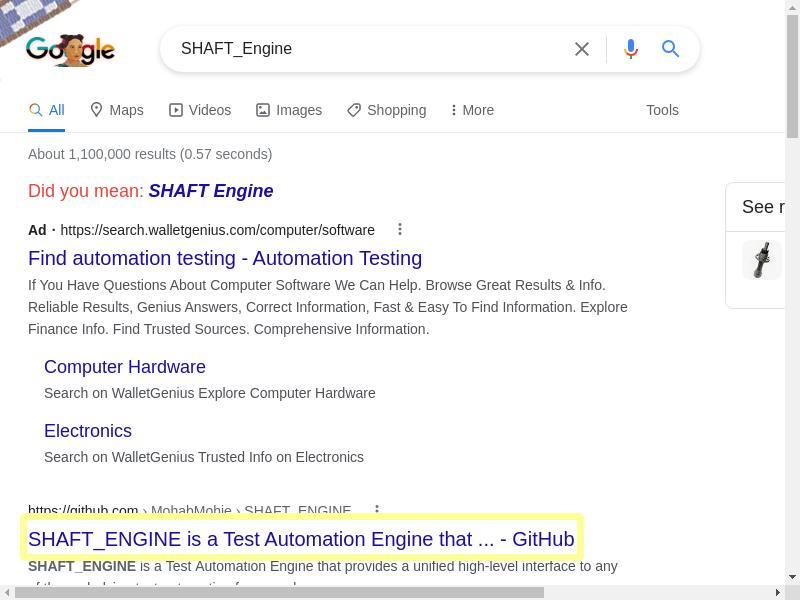 Google
SHAFT_Engine
All
Maps
Videos
Images
Shopping
More
Tools
About 1,100,000 results (0.57 seconds)
Did you mean: SHAFT Engine
See r
Ad · https://search.walletgenius.com/computer/software
Find automation testing - Automation Testing
If You Have Questions About Computer Software We Can Help. Browse Great Results & Info.
Reliable Results, Genius Answers, Correct Information, Fast & Easy To Find Information. Explore
Finance Info. Find Trusted Sources. Comprehensive Information.
Computer Hardware
Search on WalletGenius Explore Computer Hardware
Electronics
Search on WalletGenius Trusted Info on Electronics
https://github.com › MohabMohie › SHAFT_ENGINE
SHAFT_ENGINE is a Test Automation Engine that ... - GitHub
SHAFT_ENGINE is a Test Automation Engine that provides a unified high-level interface to any